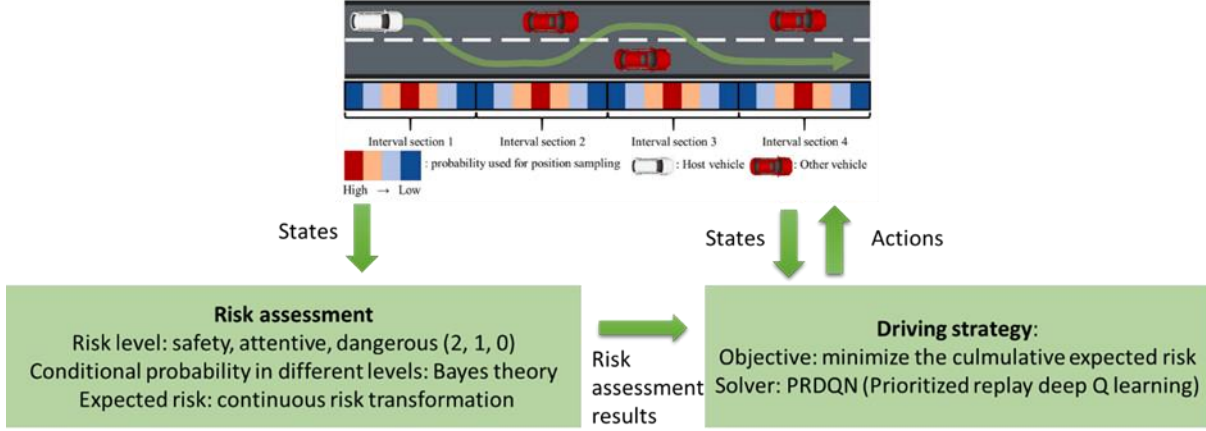 Interval section 1
Interval section 2
Interval section 3
Interval section 4
: probability used for position sampling
: Host vehicle
: Other vehicle
High → Low
States
States
Actions
Risk assessment
Risk level: safety, attentive, dangerous (2, 1, 0)
Conditional probability in different levels: Bayes theory
Expected risk: continuous risk transformation
Risk
assessment
results
Driving strategy:
Objective: minimize the culmulative expected risk
Solver: PRDQN (Prioritized replay deep Q learning)